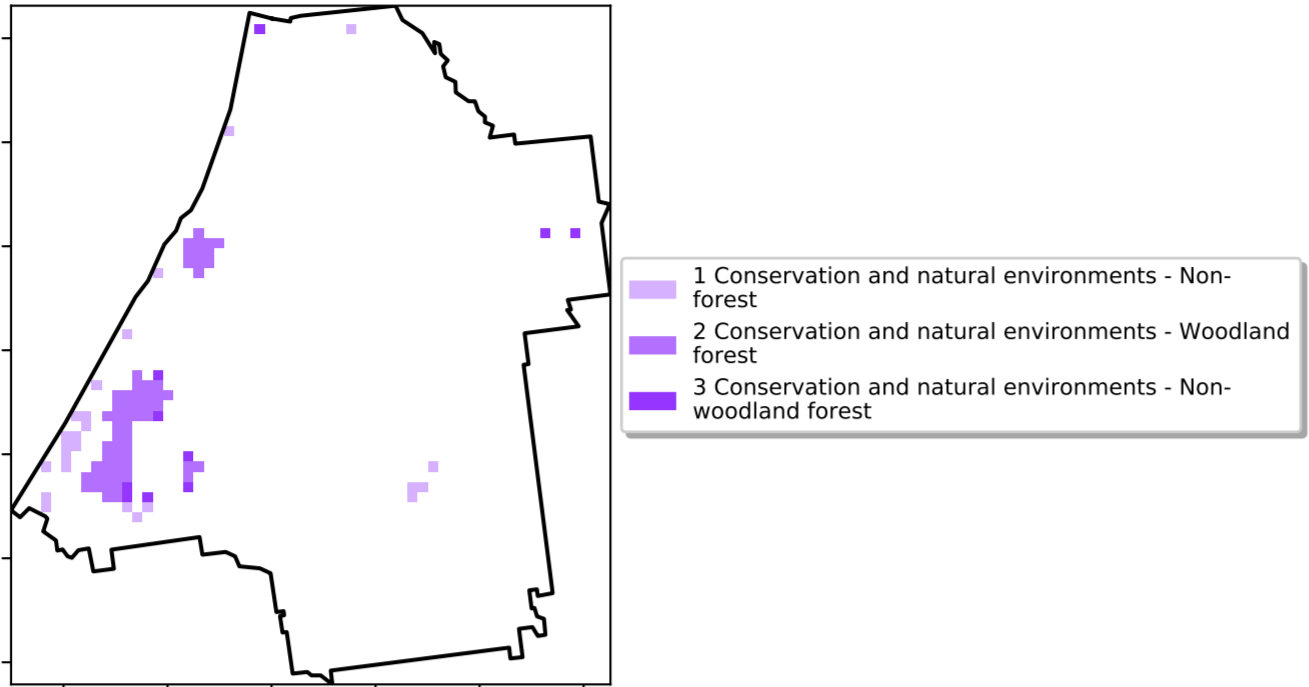 1 Conservation and natural environments - Non-
forest
2 Conservation and natural environments - Woodland
forest
3 Conservation and natural environments - Non-
woodland forest